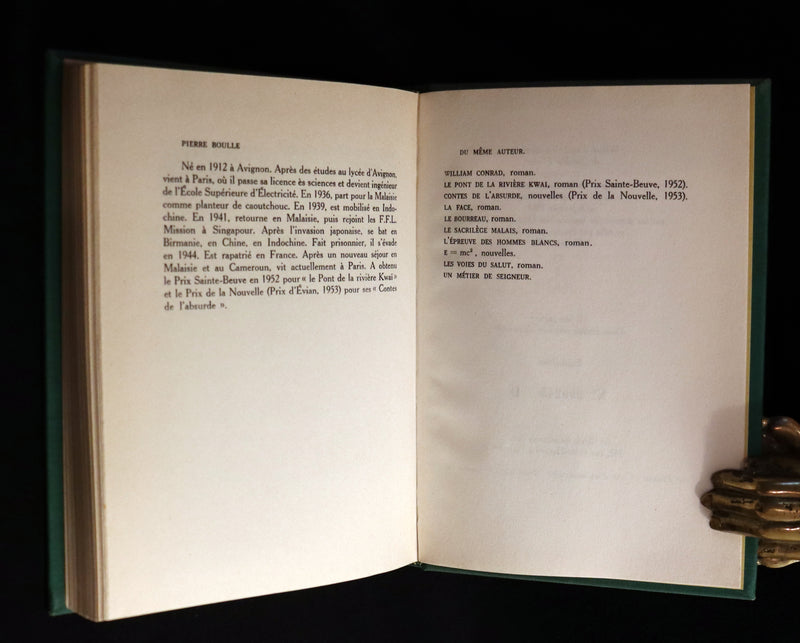 PIERRE BOULLE
Né en 1912 à Avignon. Après des études au lycée d'Avignon,
vient à Paris, où il passe sa licence ès sciences et devient ingénieur
de l'École Supérieure d'Électricité. En 1936, part pour la Malaisie
comme planteur de caoutchouc. En 1939, est mobilisé en Indo-
chine. En 1941, retourne en Malaisie, puis rejoint les F.F.L.
Mission à Singapour. Après l'invasion japonaise, se bat en
Birmanie, en Chine, en Indochine. Fait prisonnier, il s'évade
en 1944. Est rapatrié en France. Après un nouveau séjour en
Malaisie et au Cameroun, vit actuellement à Paris. A obtenu
le Prix Sainte-Beuve en 1952 pour « le Pont de la rivière Kwaï »
et le Prix de la Nouvelle (Prix d'Évian, 1953) pour ses « Contes
de l'absurde ».
DU MÊME AUTEUR.
WILLIAM CONRAD, roman.
LE PONT DE LA RIVIÈRE KWAI, roman (Prix Sainte-Beuve, 1952).
CONTES DE L'ABSURDE, nouvelles (Prix de la Nouvelle, 1953).
LA FACE, roman.
LE BOURREAU, roman.
LE SACRILÈGE MALAIS, roman.
L'ÉPREUVE DES HOMMES BLANCS, roman.
E = mc², nouvelles.
LES VOIES DU SALUT, roman.
UN MÉTIER DE SEIGNEUR.